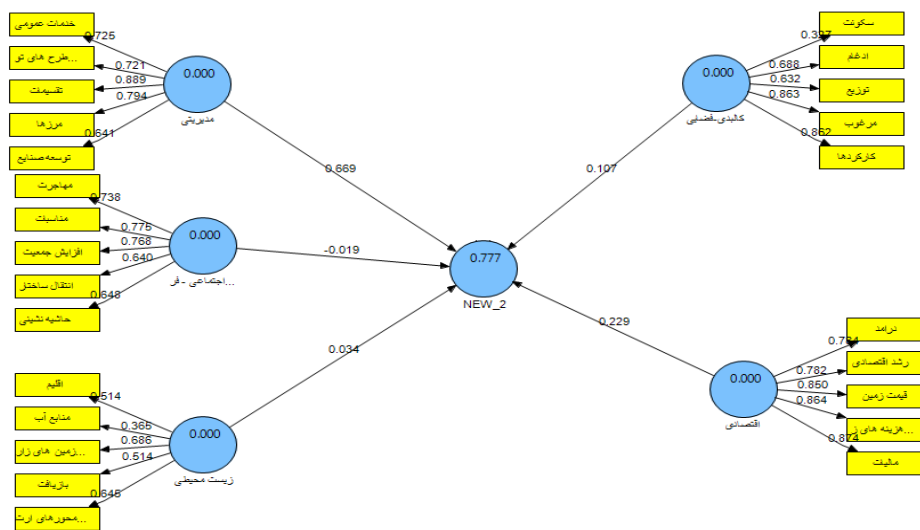 خدمات عمومی
0.725
...طرح های تو
0.721
تقسیمات
0.889
مرزها
0.794
توسعه صنایع
0.641
0.000
مدیریتی
0.669
مهاجرت
0.738
مناسبات
0.775
افزایش جمعیت
0.768
انتقال ساختار
0.640
حاشیه نشینی
0.648
0.000
...اجتماعی - فر
-0.019
اقلیم
0.514
منابع آب
0.365
...زمین های زار
0.686
بازیافت
0.514
...محورهای ارت
0.645
0.000
زیست محیطی
0.034
0.777
NEW_2
سکونت
ادغام
0.688
توزیع
0.632
مرغوب
0.863
کارکردها
0.862
0.000
کالبدی-فضایی
0.107
درامد
رشد اقتصادی
0.782
قیمت زمین
0.850
...هزینه های ز
0.864
مالیات
0.874
0.000
اقتصادی
0.229